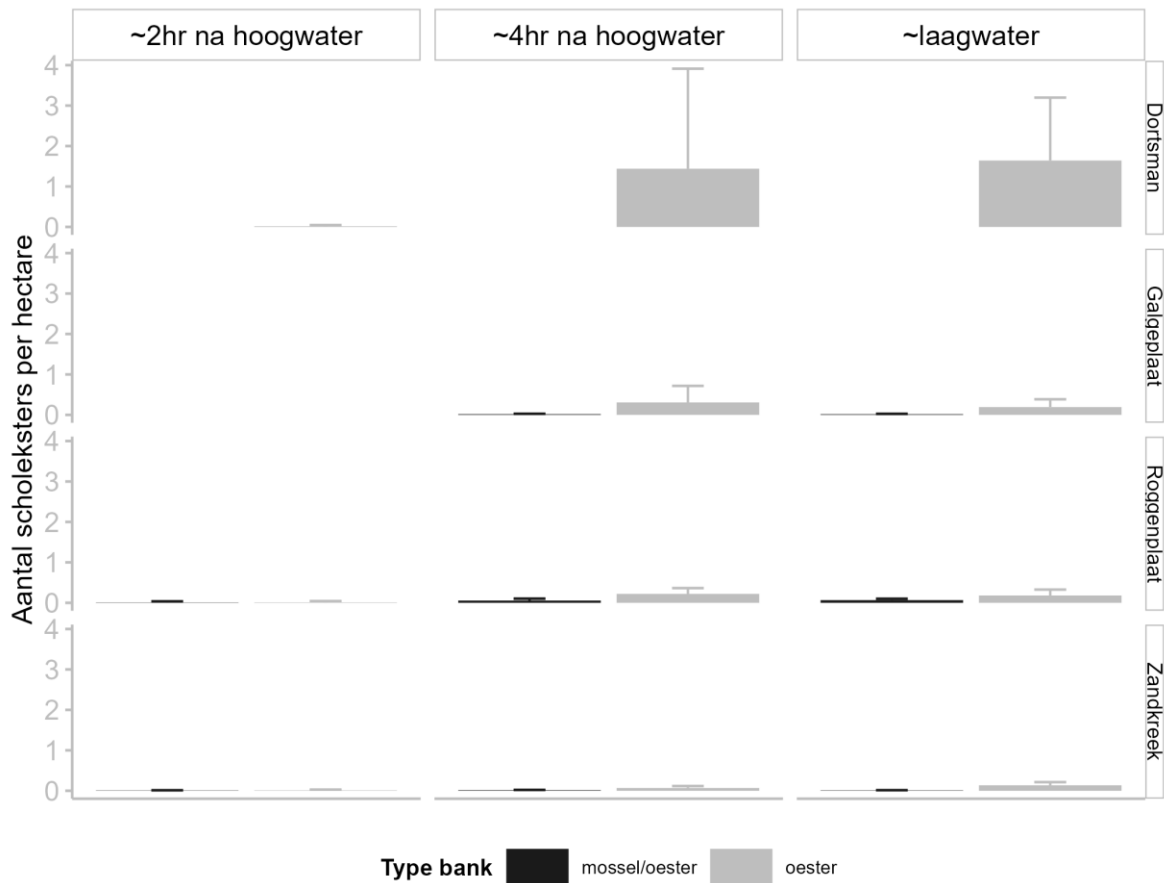 ~2hr na hoogwater
~4hr na hoogwater
~laagwater
Aantal scholeksters per hectare
4
3
2
1
0
Dortsman
4
3
2
1
0
Galgeplaat
4
3
2
1
0
Roggenplaat
4
3
2
1
0
Zandkreek
Type bank mossel/oester oester